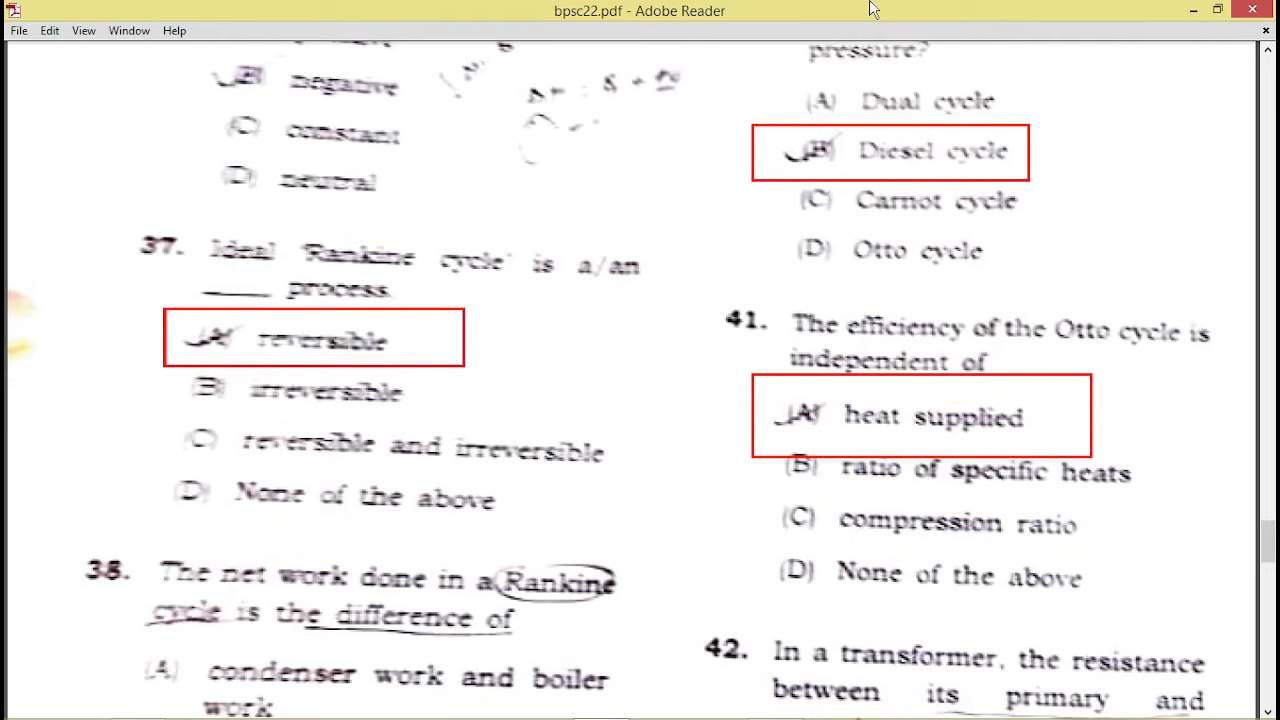 bpsc22.pdf - Adobe Reader
File Edit View Window Help
(B) negative
(C) constant
(D) neutral
37. Ideal 'Rankine cycle' is a/an
____ process.
(A) reversible
(B) irreversible
(C) reversible and irreversible
(D) None of the above
38. The net work done in a Rankine
cycle is the difference of
(A) condenser work and boiler
work
pressure?
(A) Dual cycle
(B) Diesel cycle
(C) Carnot cycle
(D) Otto cycle
41. The efficiency of the Otto cycle is
independent of
(A) heat supplied
(B) ratio of specific heats
(C) compression ratio
(D) None of the above
42. In a transformer, the resistance
between its primary and